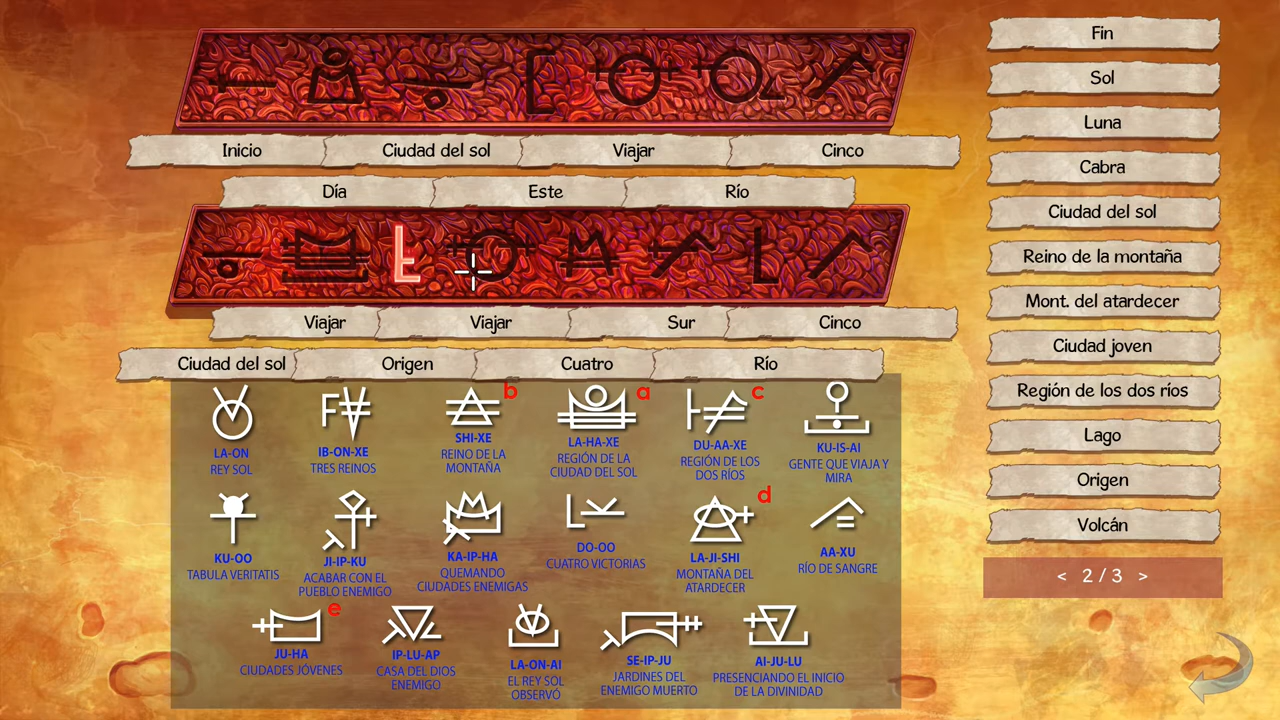 Inicio Ciudad del sol Viajar Cinco
Día Este Río
Viajar Viajar Sur Cinco
Ciudad del sol Origen Cuatro Río
b a c
LA-ON
REY SOL
IB-ON-XE
TRES REINOS
SHI-XE
REINO DE LA
MONTAÑA
LA-HA-XE
REGIÓN DE LA
CIUDAD DEL SOL
DU-AA-XE
REGIÓN DE LOS
DOS RÍOS
KU-IS-AI
GENTE QUE VIAJA Y
MIRA
d
KU-OO
TABULA VERITATIS
JI-IP-KU
ACABAR CON EL
PUEBLO ENEMIGO
KA-IP-HA
QUEMANDO
CIUDADES ENEMIGAS
DO-OO
CUATRO VICTORIAS
LA-JI-SHI
MONTAÑA DEL
ATARDECER
AA-XU
RÍO DE SANGRE
e
JU-HA
CIUDADES JÓVENES
IP-LU-AP
CASA DEL DIOS
ENEMIGO
LA-ON-AI
EL REY SOL
OBSERVÓ
SE-IP-JU
JARDINES DEL
ENEMIGO MUERTO
AI-JU-LU
PRESENCIANDO EL INICIO
DE LA DIVINIDAD
Fin
Sol
Luna
Cabra
Ciudad del sol
Reino de la montaña
Mont. del atardecer
Ciudad joven
Región de los dos ríos
Lago
Origen
Volcán
< 2 / 3 >